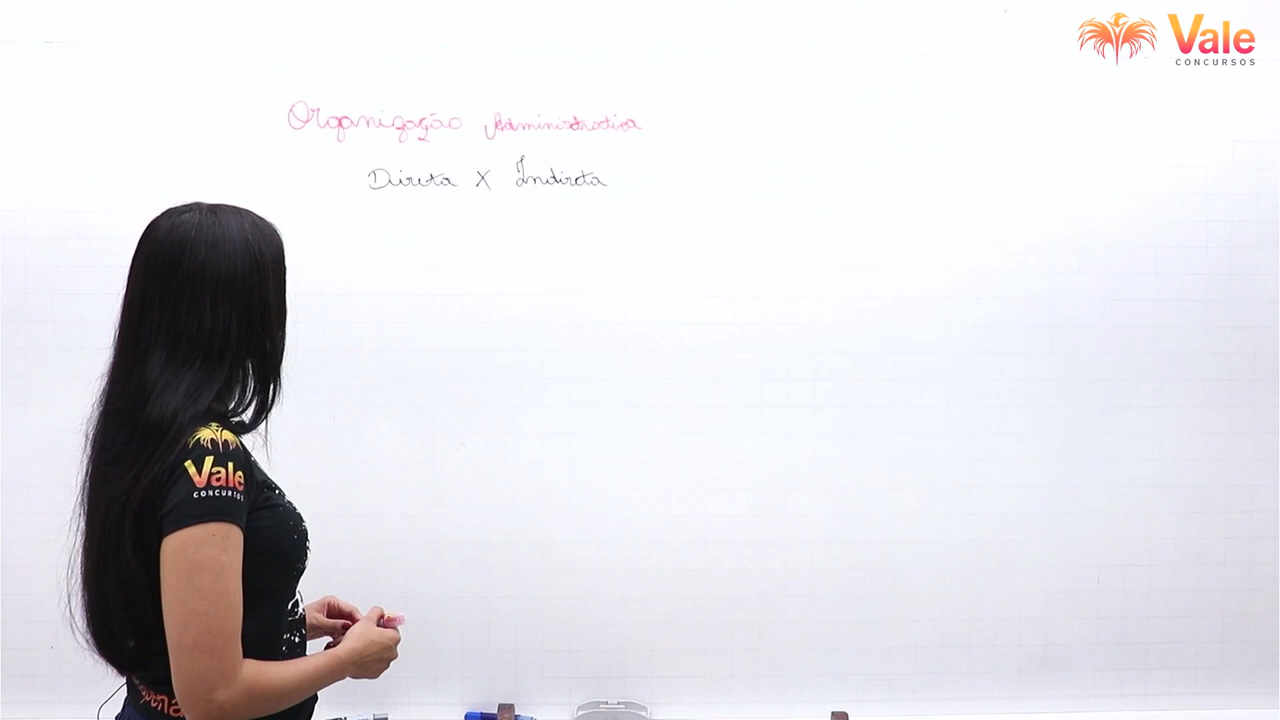 Vale
CONCURSOS
Organização Administrativa
Direta X Indireta
Vale
CONCURSOS